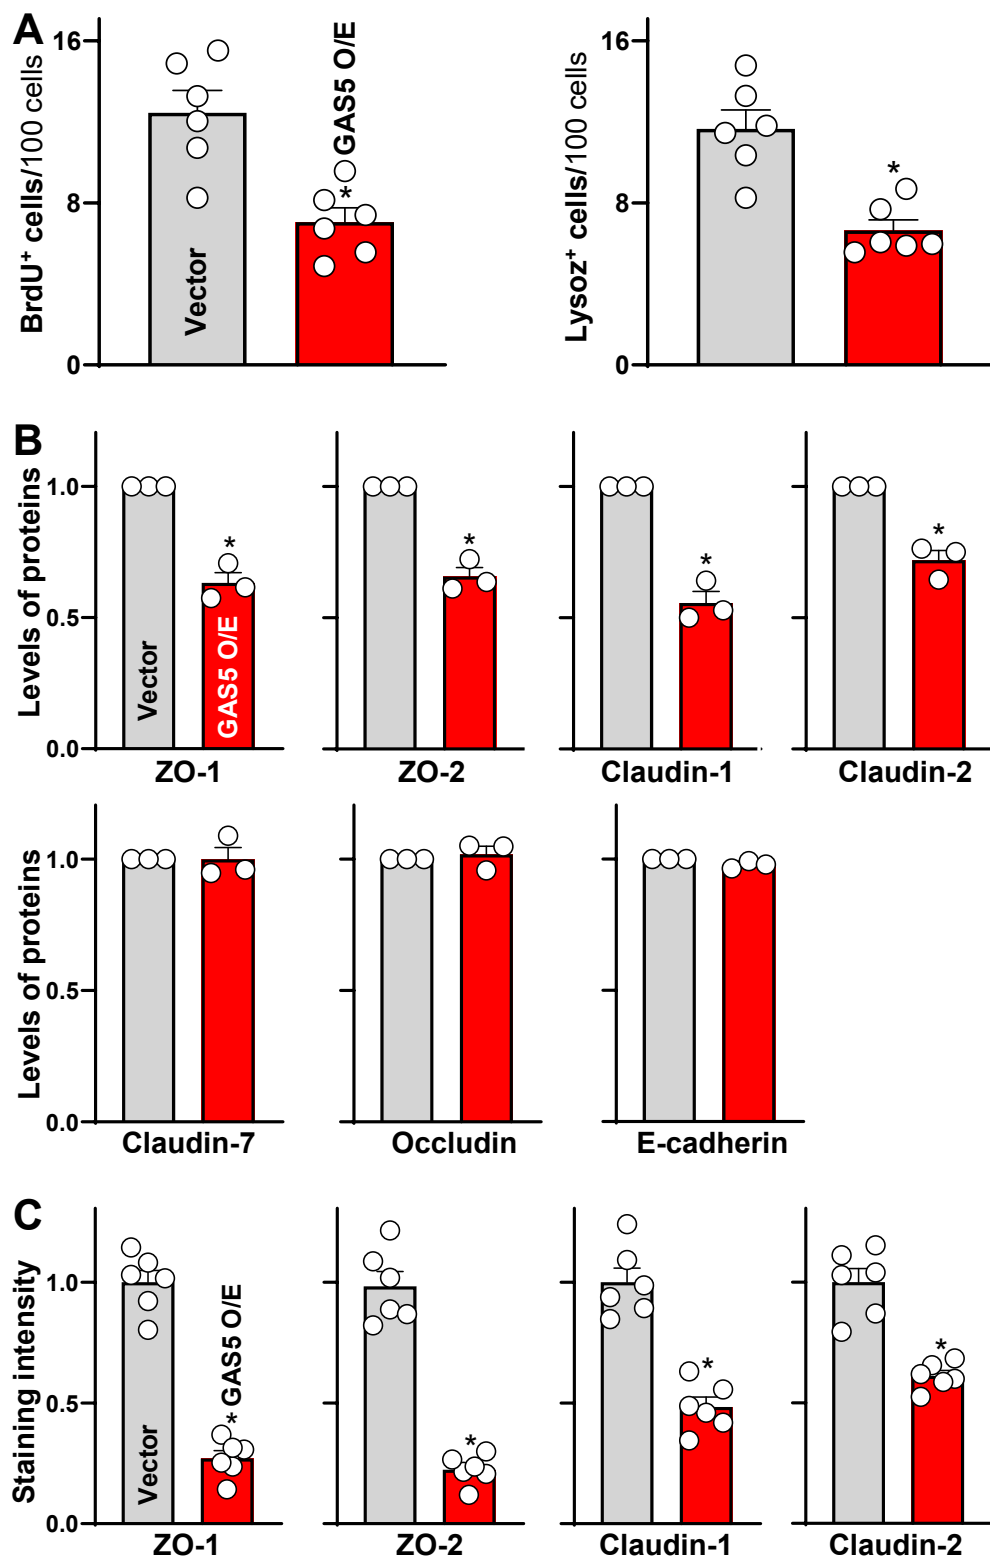 A
BrdU⁺ cells/100 cells
16
8
0
Vector
GAS5 O/E
*
Lysoz⁺ cells/100 cells
16
8
0
*
B
Levels of proteins
1.0
0.5
0.0
Vector
GAS5 O/E
*
*
*
*
ZO-1
ZO-2
Claudin-1
Claudin-2
Levels of proteins
1.0
0.5
0.0
Claudin-7
Occludin
E-cadherin
C
Staining intensity
1.0
0.5
0.0
Vector
* GAS5 O/E
*
*
*
ZO-1
ZO-2
Claudin-1
Claudin-2